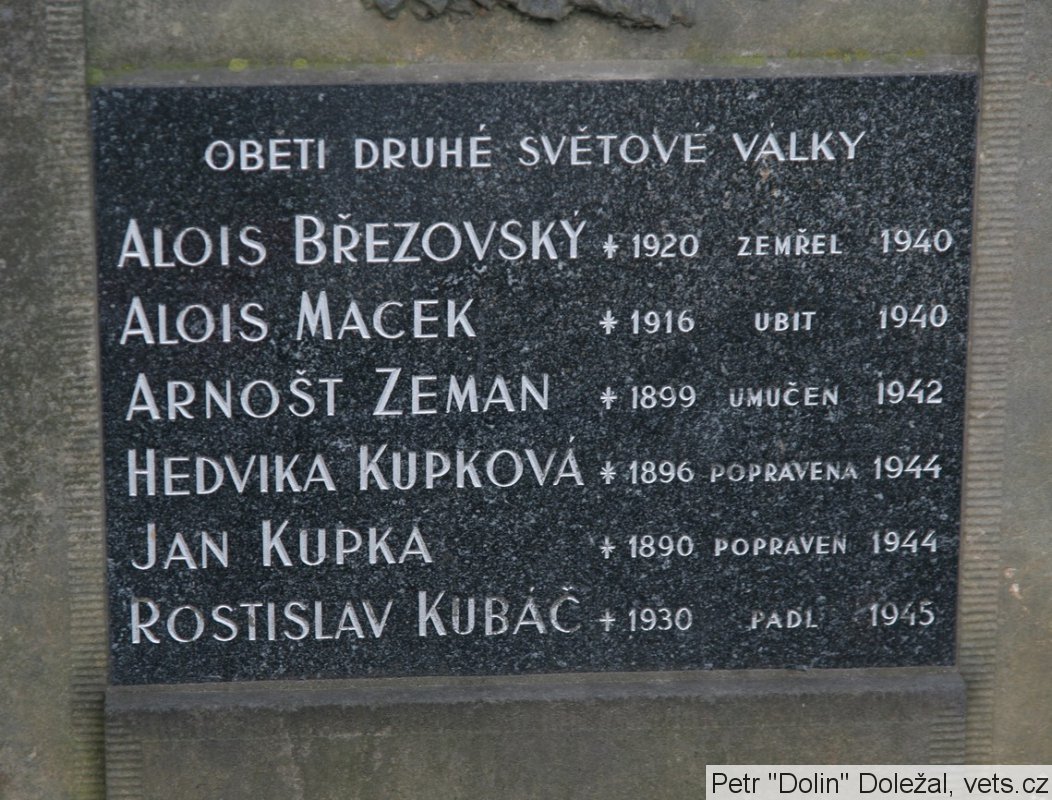 OBĚTI DRUHÉ SVĚTOVÉ VÁLKY
ALOIS BŘEZOVSKÝ * 1920 ZEMŘEL 1940
ALOIS MACEK * 1916 UBIT 1940
ARNOŠT ZEMAN * 1899 UMUČEN 1942
HEDVIKA KUPKOVÁ * 1896 POPRAVENA 1944
JAN KUPKA * 1890 POPRAVEN 1944
ROSTISLAV KUBÁČ * 1930 PADL 1945
Petr "Dolin" Doležal, vets.cz